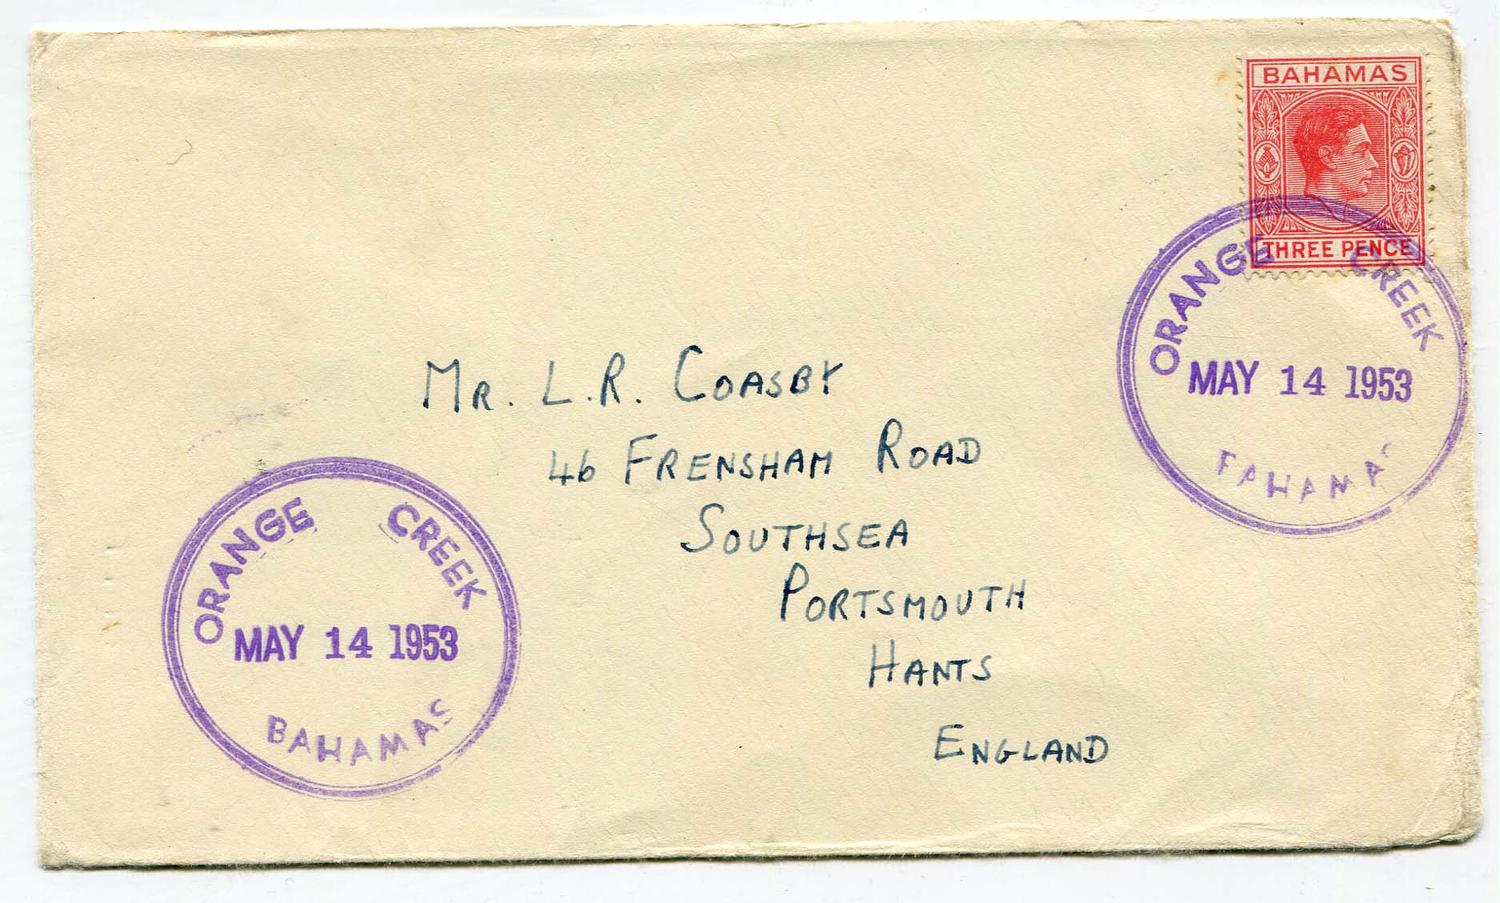 BAHAMAS
THREE PENCE
ORANGE CREEK
MAY 14 1953
BAHAMAS
Mr. L.R. COASBY
46 FRENSHAM ROAD
SOUTHSEA
PORTSMOUTH
HANTS
ENGLAND
ORANGE CREEK
MAY 14 1953
BAHAMAS